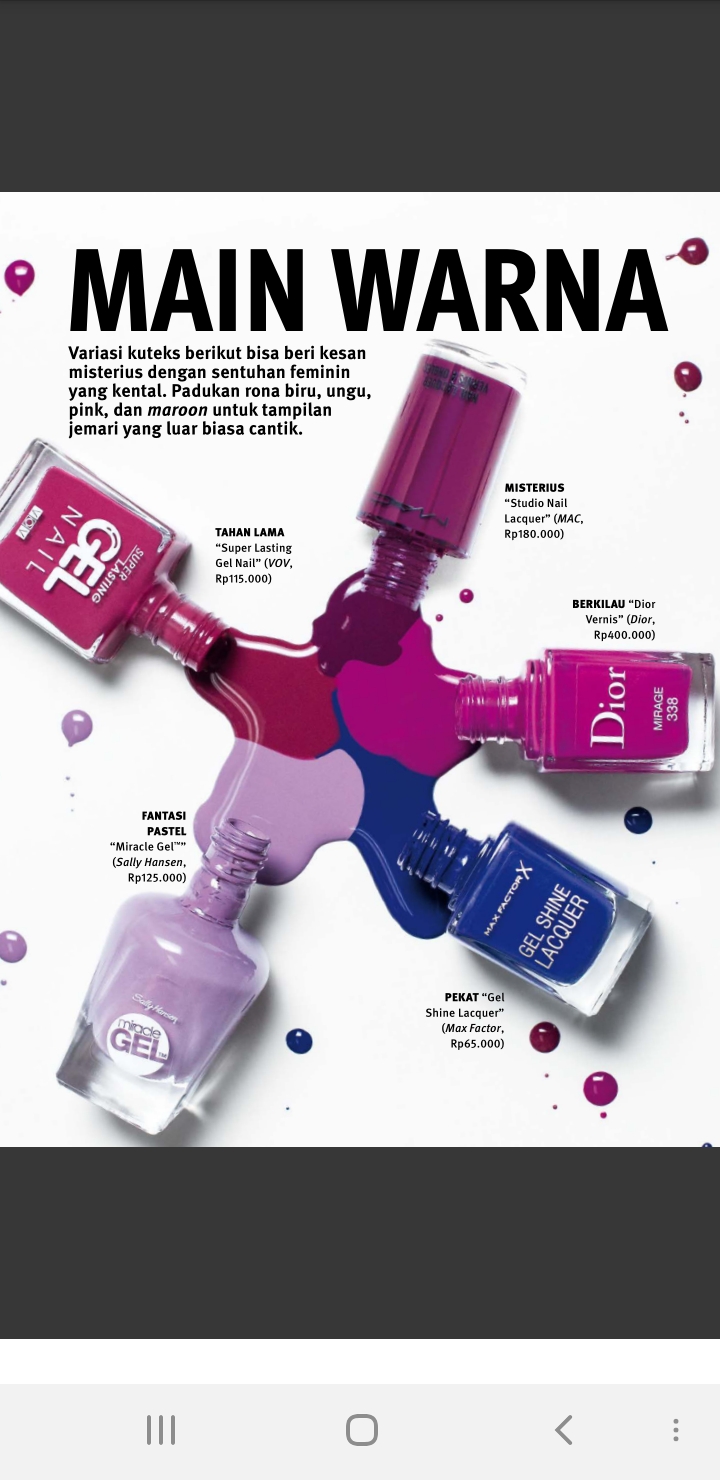 MAIN WARNA
Variasi kuteks berikut bisa beri kesan
misterius dengan sentuhan feminin
yang kental. Padukan rona biru, ungu,
pink, dan maroon untuk tampilan
jemari yang luar biasa cantik.
MISTERIUS
“Studio Nail
Lacquer” (MAC,
Rp180.000)
TAHAN LAMA
“Super Lasting
Gel Nail” (VOV,
Rp115.000)
VOV
SUPER
LASTING
GEL
NAIL
BERKILAU “Dior
Vernis” (Dior,
Rp400.000)
Dior
MIRAGE
338
FANTASI
PASTEL
“Miracle Gel™”
(Sally Hansen,
Rp125.000)
MAX FACTOR X
GEL SHINE
LACQUER
Sally Hansen
miracle
GEL™
PEKAT “Gel
Shine Lacquer”
(Max Factor,
Rp65.000)